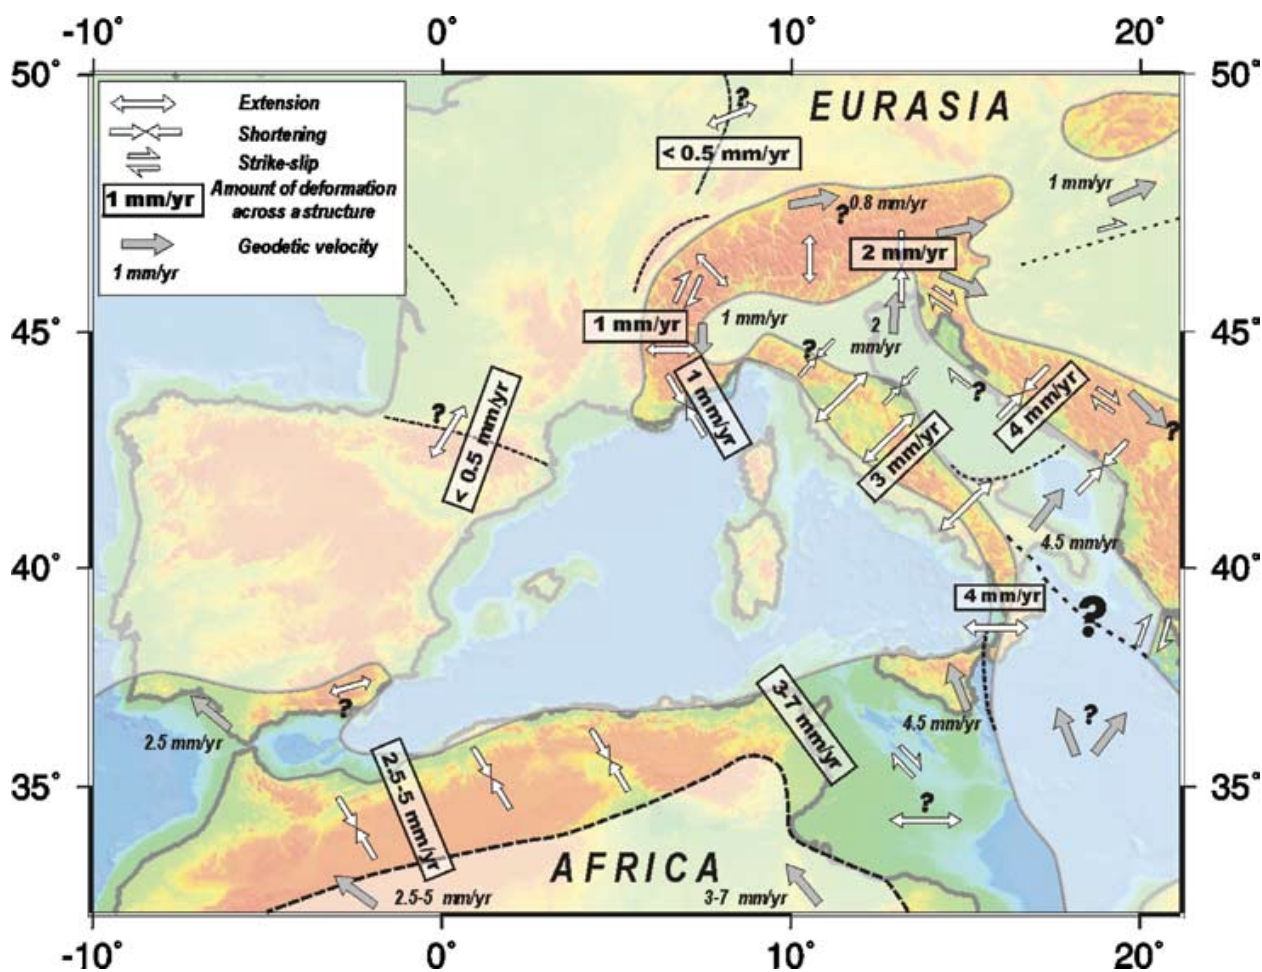 -10° 0° 10° 20°
50° 50°
Extension
Shortening
Strike-slip
1 mm/yr Amount of deformation
across a structure
Geodetic velocity
1 mm/yr
?
EURASIA
< 0.5 mm/yr
1 mm/yr
0.8 mm/yr
?
2 mm/yr
45° 45°
1 mm/yr
1 mm/yr
2
mm/yr
?
1 mm/yr
?
4 mm/yr
?
< 0.5 mm/yr
?
3 mm/yr
4.5 mm/yr
40° 40°
4 mm/yr
?
3-7 mm/yr
?
2.5 mm/yr
4.5 mm/yr
?
2.5-5 mm/yr
35° 35°
?
AFRICA
2.5-5 mm/yr
3-7 mm/yr
-10° 0° 10° 20°